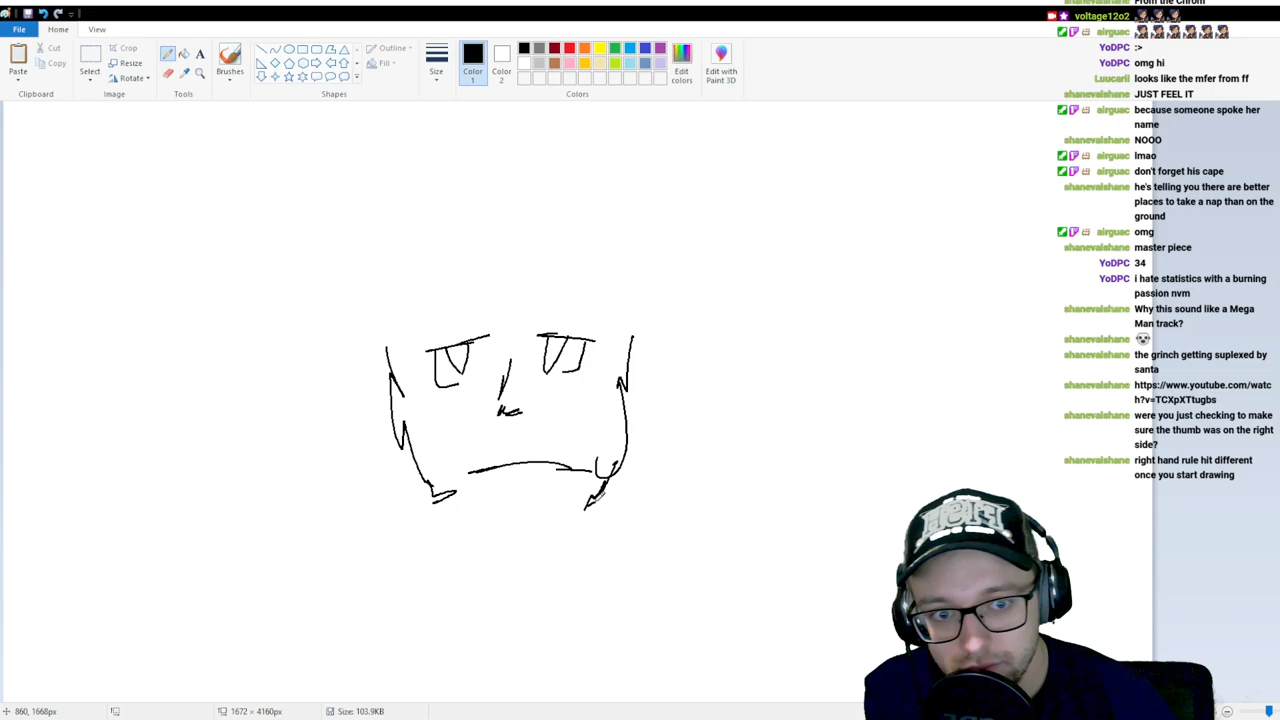 From the Chrom
voltage12o2
File Home View
airguac
Cut
Crop
Outline
YoDPC :>
Copy
Resize
Fill
YoDPC omg hi
Paste
Select
Rotate
Brushes
Size
Color 1
Color 2
Edit colors
Edit with Paint 3D
Luucarii looks like the mfer from ff
Clipboard
Image
Tools
Shapes
Colors
shanevalshane JUST FEEL IT
airguac because someone spoke her
name
shanevalshane NOOO
airguac lmao
airguac don't forget his cape
shanevalshane he's telling you there are better
places to take a nap than on the
ground
airguac omg
shanevalshane master piece
YoDPC 34
YoDPC i hate statistics with a burning
passion nvm
shanevalshane Why this sound like a Mega
Man track?
shanevalshane
shanevalshane the grinch getting suplexed by
santa
shanevalshane https://www.youtube.com/watc
h?v=TCXpXTtugbs
shanevalshane were you just checking to make
sure the thumb was on the right
side?
shanevalshane right hand rule hit different
once you start drawing
860, 1668px
1672 × 4160px
Size: 103.9KB